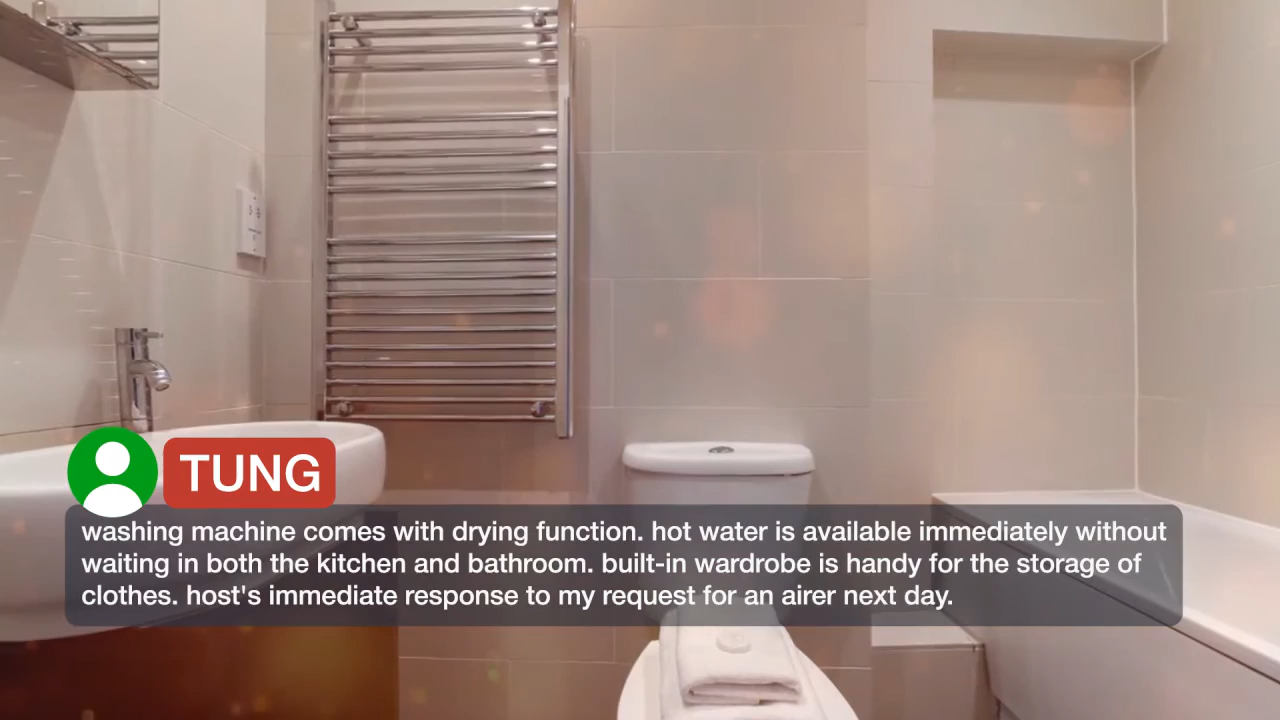 TUNG
washing machine comes with drying function. hot water is available immediately without
waiting in both the kitchen and bathroom. built-in wardrobe is handy for the storage of
clothes. host's immediate response to my request for an airer next day.